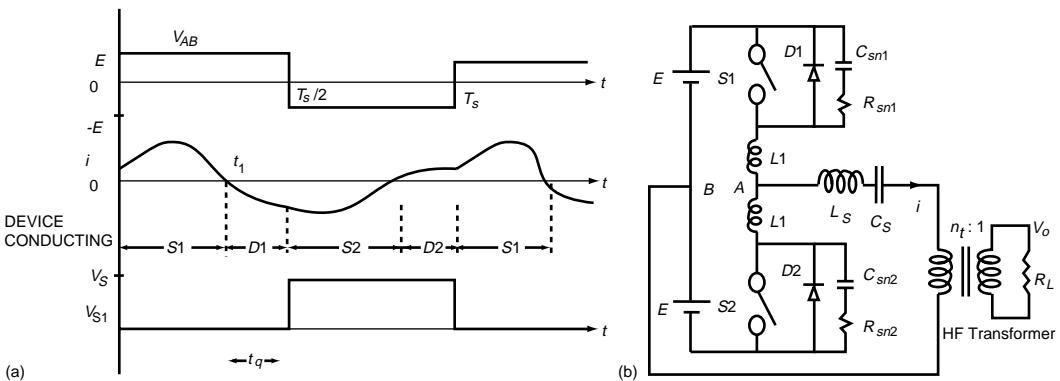 V_AB
E
0
T_s/2
T_s
t
-E
i
t_1
0
t
DEVICE
CONDUCTING
S1
D1
S2
D2
S1
V_S
V_S1
t
t_q
(a)
D1
C_sn1
E
S1
R_sn1
L1
B
A
L1
L_S
C_S
i
n_t : 1
V_o
D2
C_sn2
R_L
E
S2
R_sn2
HF Transformer
(b)